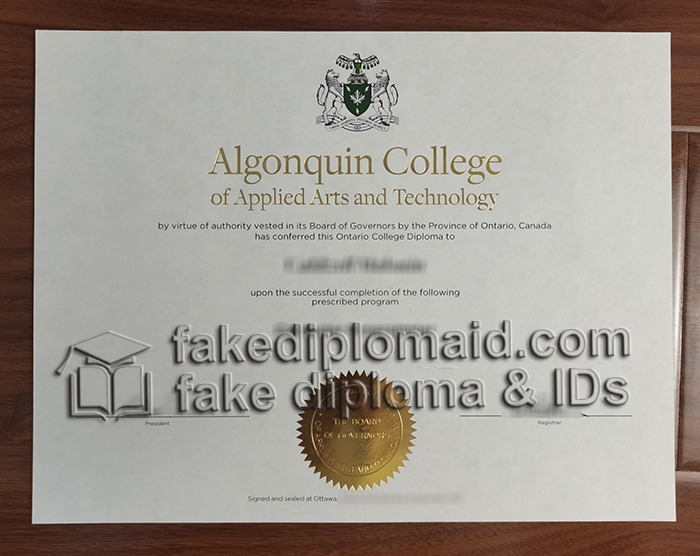 Algonquin College
of Applied Arts and Technology
by virtue of authority vested in its Board of Governors by the Province of Ontario, Canada
has conferred this Ontario College Diploma to
upon the successful completion of the following
prescribed program
fakediplomaid.com
fake diploma & IDs
THE BOARD
OF GOVERNORS
President
Registrar
Signed and sealed at Ottawa,